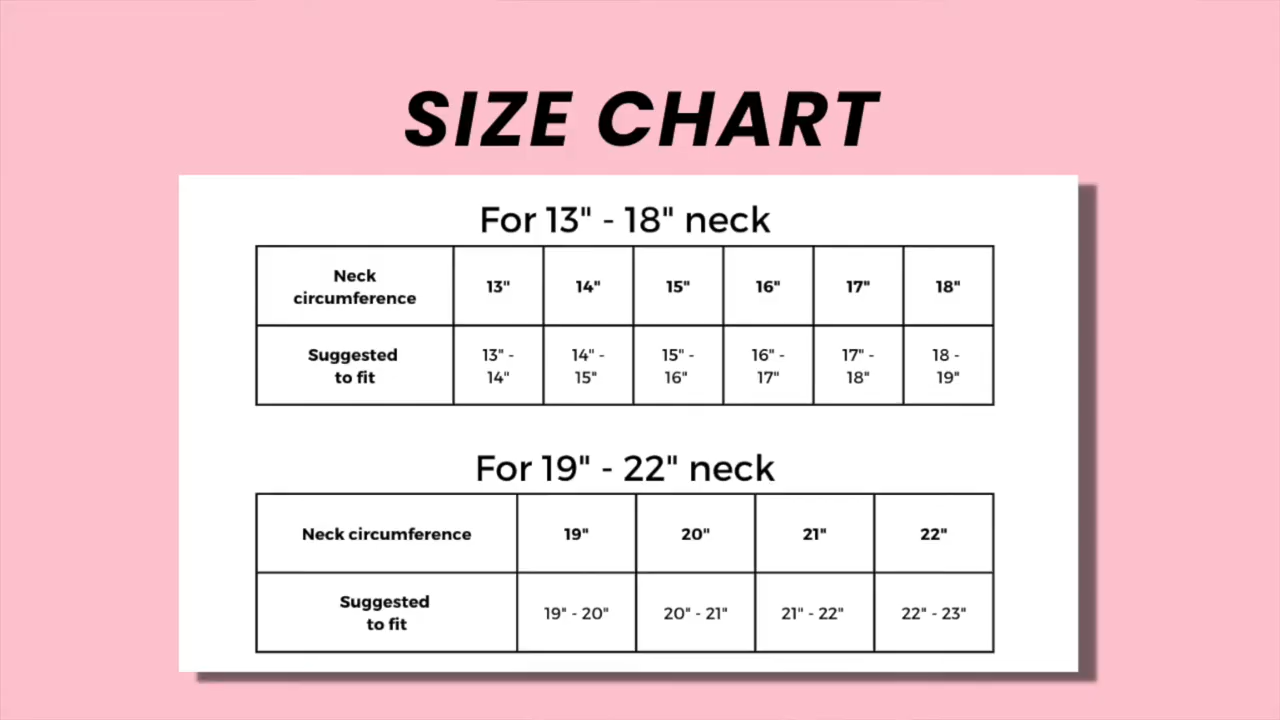 SIZE CHART
For 13" - 18" neck
Neck circumference 13" 14" 15" 16" 17" 18"
Suggested to fit 13" - 14" 14" - 15" 15" - 16" 16" - 17" 17" - 18" 18 - 19"
For 19" - 22" neck
Neck circumference 19" 20" 21" 22"
Suggested to fit 19" - 20" 20" - 21" 21" - 22" 22" - 23"